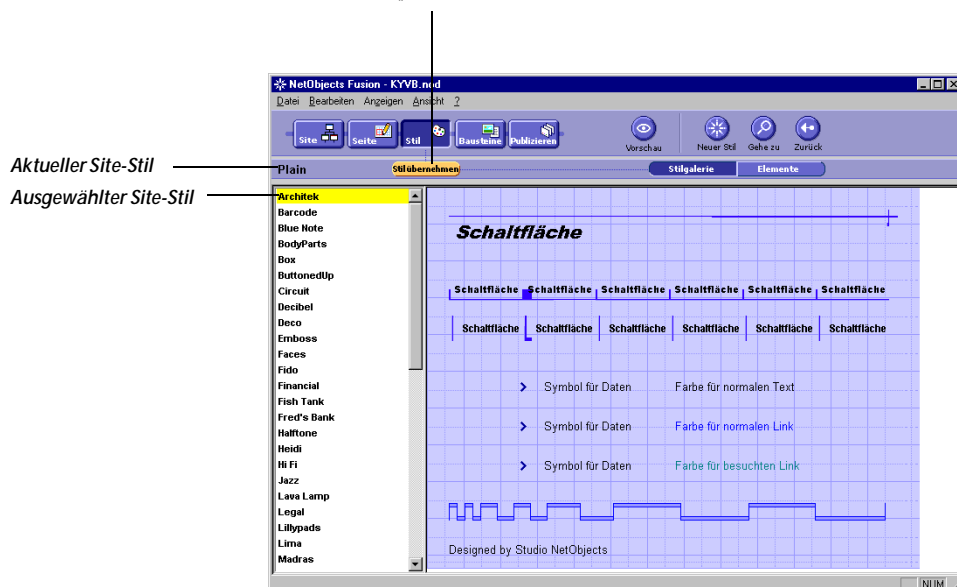 NetObjects Fusion - KYVB.nod
Datei Bearbeiten Anzeigen Ansicht ?
Site Seite Stil Bausteine Publizieren Vorschau Neuer Stil Gehe zu Zurück
Aktueller Site-Stil
Plain Stil übernehmen Stilgalerie Elemente
Ausgewählter Site-Stil
Architek
Barcode
Blue Note
BodyParts
Box
ButtonedUp
Circuit
Decibel
Deco
Emboss
Faces
Fido
Financial
Fish Tank
Fred's Bank
Halftone
Heidi
Hi Fi
Jazz
Lava Lamp
Legal
Lillypads
Lima
Madras
Schaltfläche
Schaltfläche Schaltfläche Schaltfläche Schaltfläche Schaltfläche Schaltfläche
Schaltfläche Schaltfläche Schaltfläche Schaltfläche Schaltfläche Schaltfläche
Symbol für Daten Farbe für normalen Text
Symbol für Daten Farbe für normalen Link
Symbol für Daten Farbe für besuchten Link
Designed by Studio NetObjects
NUM